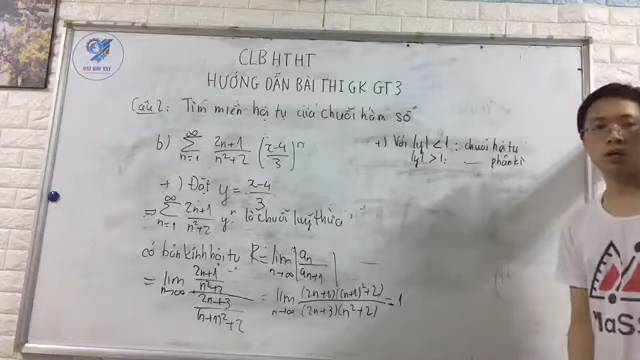 CLB HTHT
HƯỚNG DẪN BÀI THI GK GT3
Câu 2: Tìm miền hội tụ của chuỗi hàm số
b) ∑_{n=1}^{∞} (2n+1)/(n²+2) ((x-4)/3)^n
+) Đặt y = (x-4)/3
=> ∑_{n=1}^{∞} (2n+1)/(n²+2) yⁿ là chuỗi luỹ thừa
có bán kính hội tụ R = lim_{n→∞} |a_n/a_{n+1}|
= lim_{n→∞} ((2n+1)/(n²+2))/((2n+3)/((n+1)²+2)) = lim_{n→∞} ((2n+1)((n+1)²+2))/((2n+3)(n²+2)) = 1
+) Với |y| < 1 : chuỗi hội tụ
|y| > 1 : — phân kì
MaSS